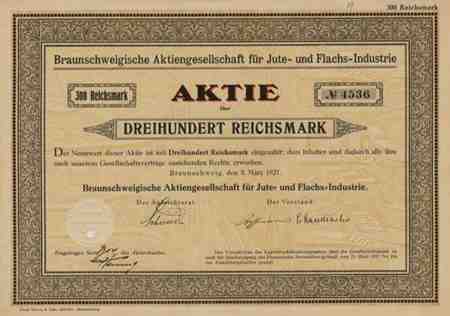 300 Reichsmark
Braunschweigische Aktiengesellschaft für Jute- und Flachs-Industrie
300 Reichsmark
AKTIE
№ 4536
über
DREIHUNDERT REICHSMARK
Der Nennwert dieser Aktie ist mit Dreihundert Reichsmark eingezahlt; dem Inhaber sind dadurch alle ihm
nach unserem Gesellschaftsvertrage zustehenden Rechte erworben.
Braunschweig, den 3. März 1927.
Braunschweigische Aktiengesellschaft für Jute- und Flachs-Industrie.
Der Aufsichtsrat: Der Vorstand:
Eingetragen